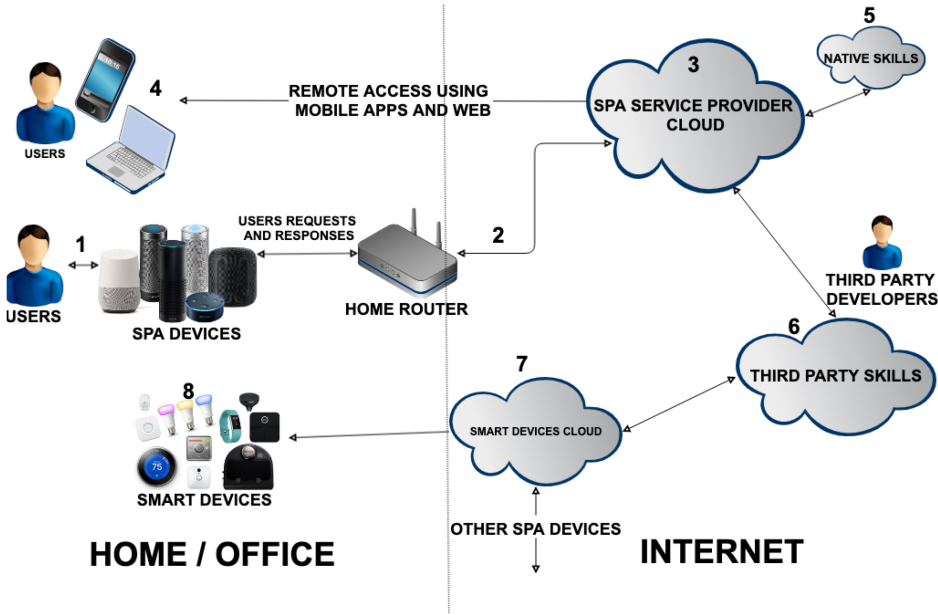 5
NATIVE SKILLS
3
SPA SERVICE PROVIDER
CLOUD
4
REMOTE ACCESS USING
MOBILE APPS AND WEB
USERS
1
USERS
SPA DEVICES
USERS REQUESTS
AND RESPONSES
HOME ROUTER
2
THIRD PARTY
DEVELOPERS
6
THIRD PARTY SKILLS
7
SMART DEVICES CLOUD
8
75
SMART DEVICES
OTHER SPA DEVICES
HOME / OFFICE
INTERNET